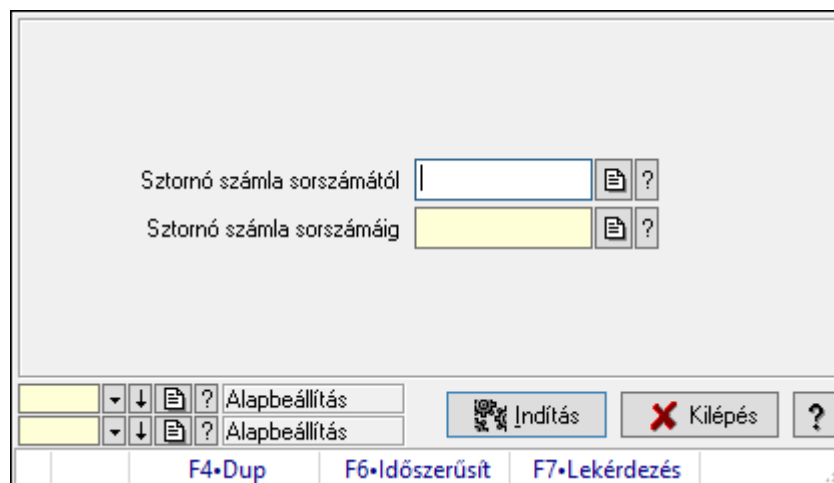 Sztornó számla sorszámától ?
Sztornó számla sorszámáig ?
? Alapbeállítás
? Alapbeállítás
Indítás Kilépés ?
F4•Dup F6•Időszerűsít F7•Lekérdezés